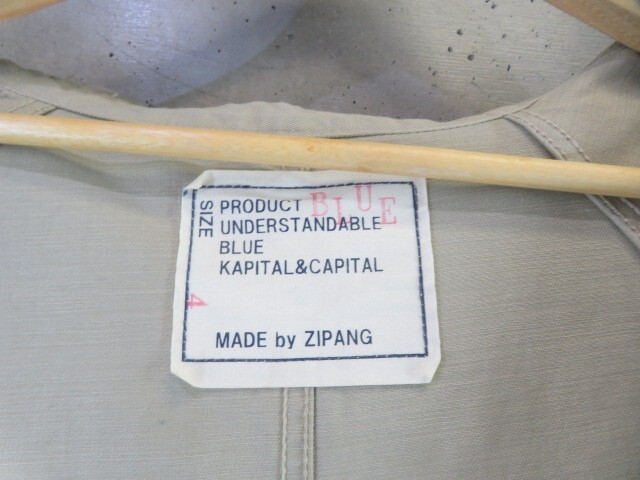 SIZE
4
PRODUCT BLUE
UNDERSTANDABLE
BLUE
KAPITAL&CAPITAL
MADE by ZIPANG